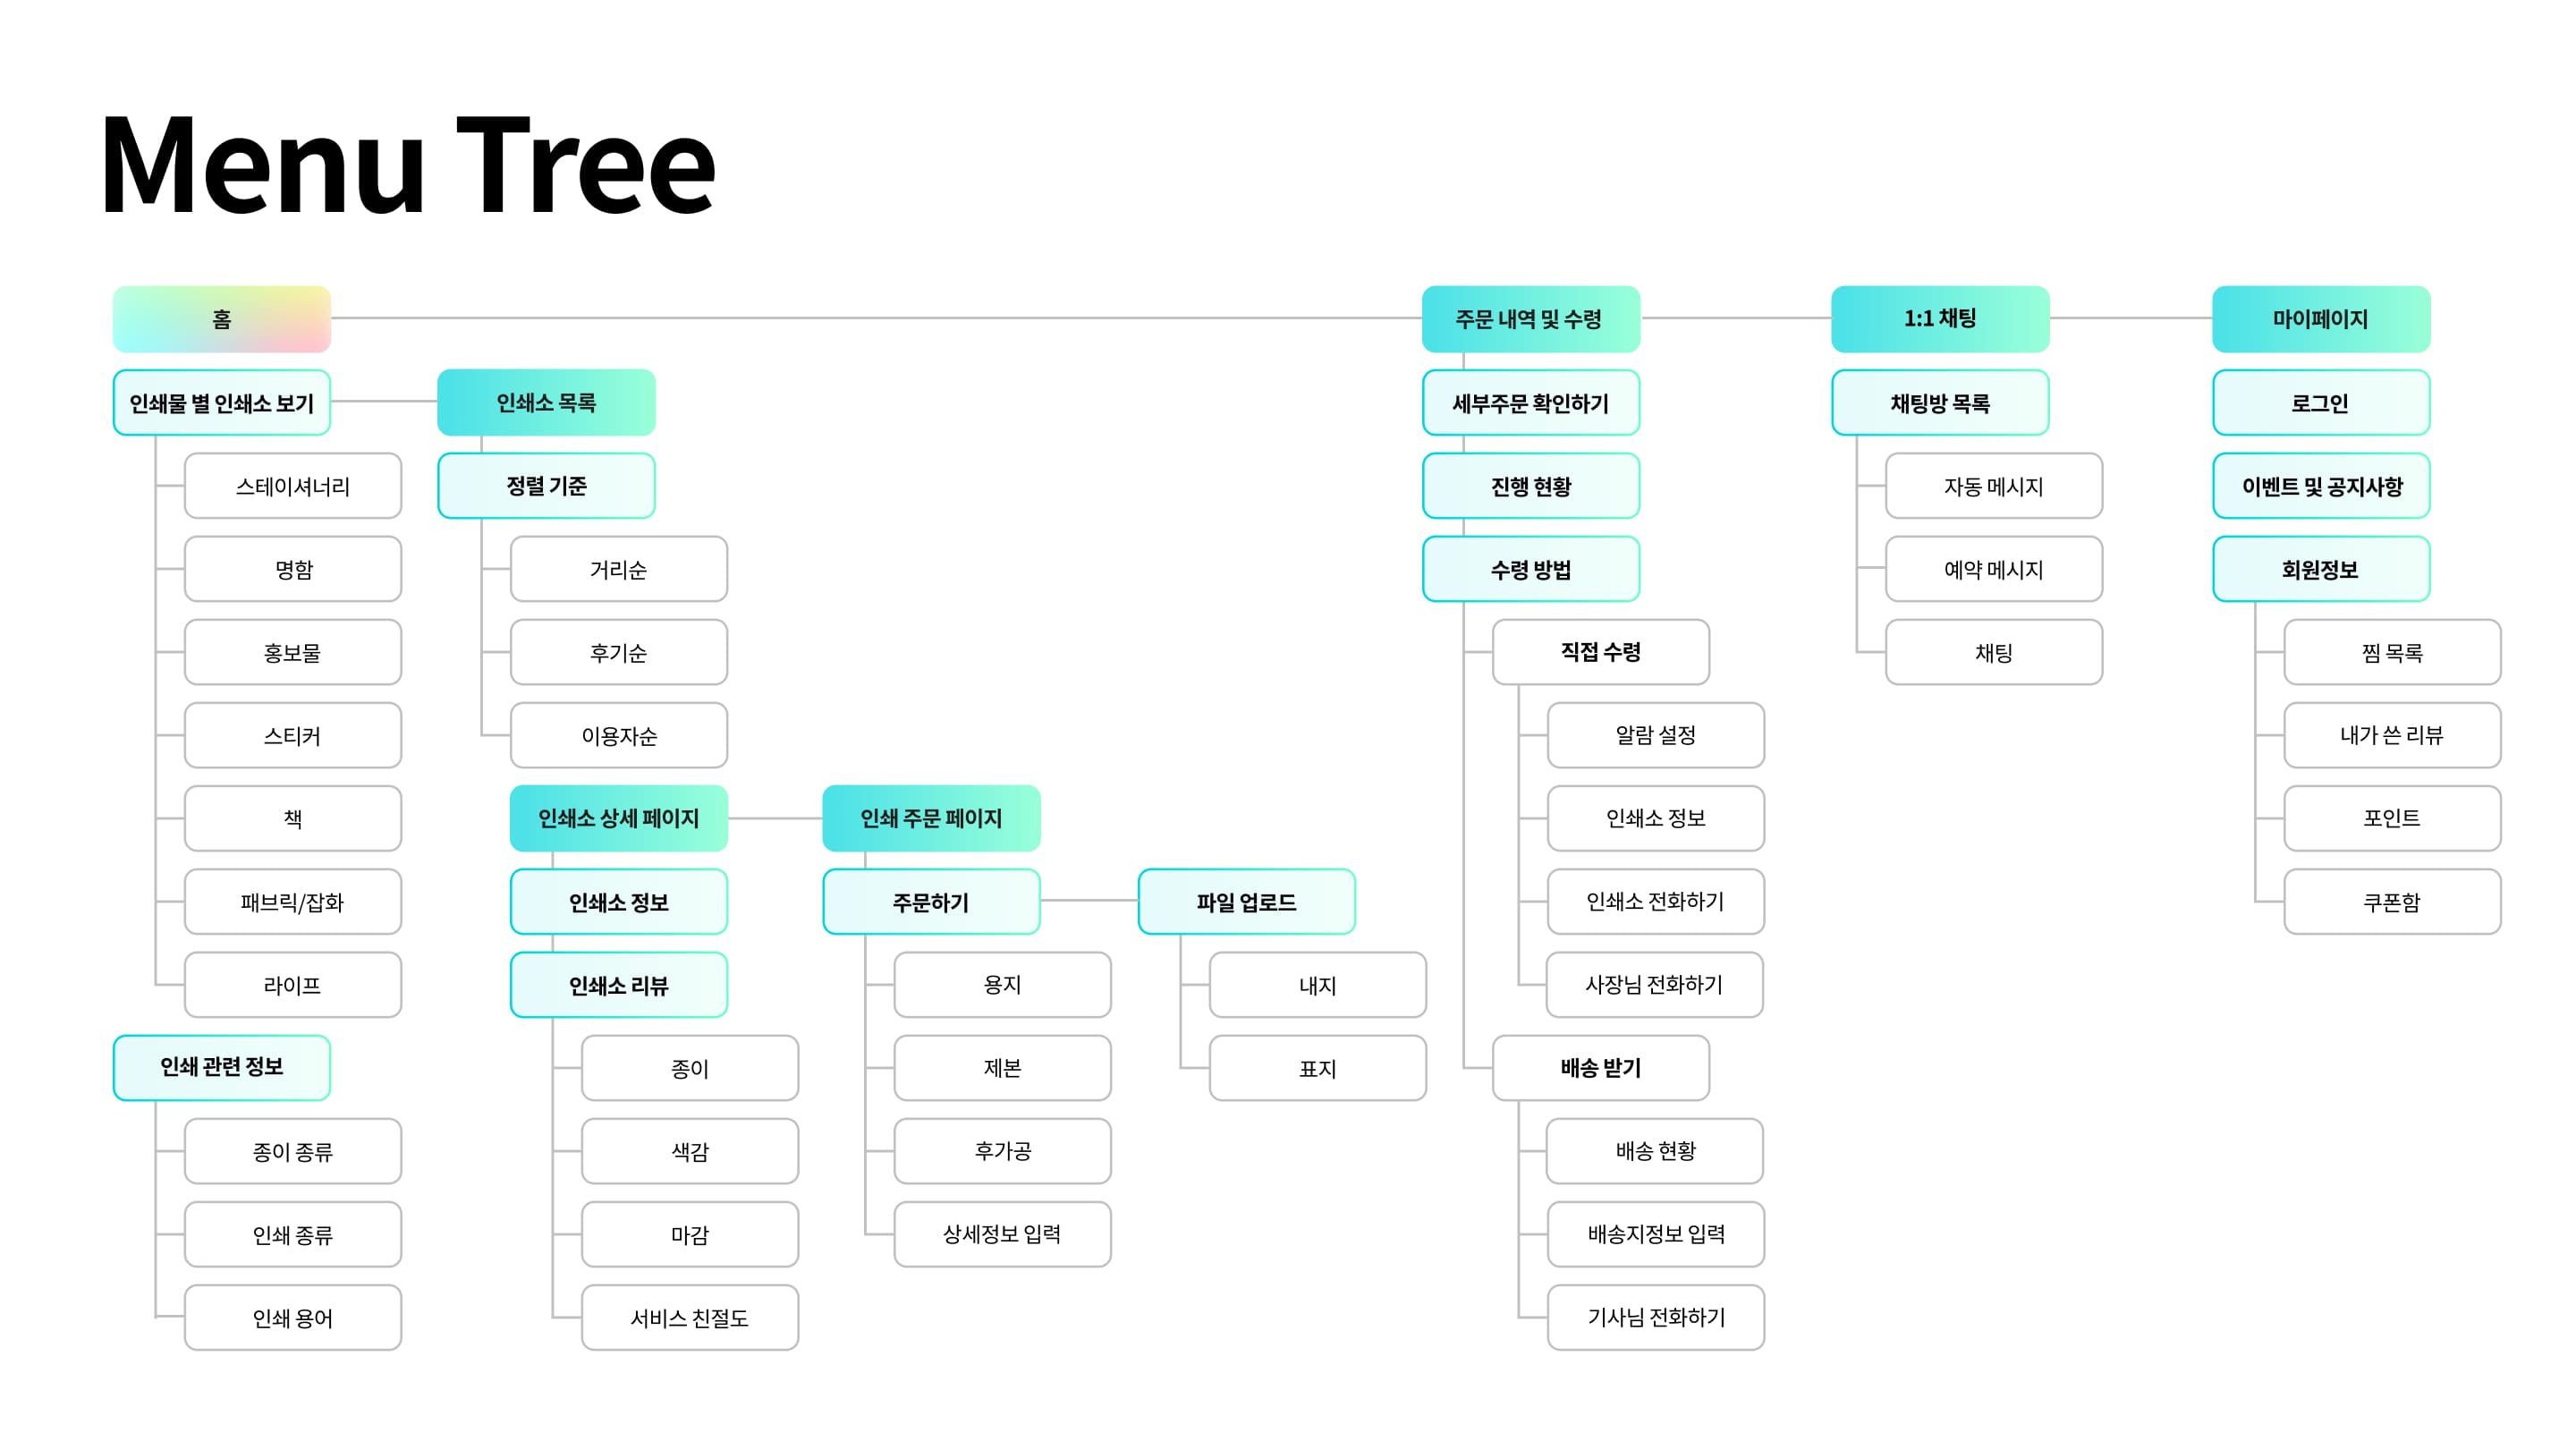 Menu Tree
홈
인쇄물 별 인쇄소 보기
스테이셔너리
명함
홍보물
스티커
책
패브릭/잡화
라이프
인쇄 관련 정보
종이 종류
인쇄 종류
인쇄 용어
인쇄소 목록
정렬 기준
거리순
후기순
이용자순
인쇄소 상세 페이지
인쇄소 정보
인쇄소 리뷰
종이
색감
마감
서비스 친절도
인쇄 주문 페이지
주문하기
용지
제본
후가공
상세정보 입력
파일 업로드
내지
표지
주문 내역 및 수령
세부주문 확인하기
진행 현황
수령 방법
직접 수령
알람 설정
인쇄소 정보
인쇄소 전화하기
사장님 전화하기
배송 받기
배송 현황
배송지정보 입력
기사님 전화하기
1:1 채팅
채팅방 목록
자동 메시지
예약 메시지
채팅
마이페이지
로그인
이벤트 및 공지사항
회원정보
찜 목록
내가 쓴 리뷰
포인트
쿠폰함